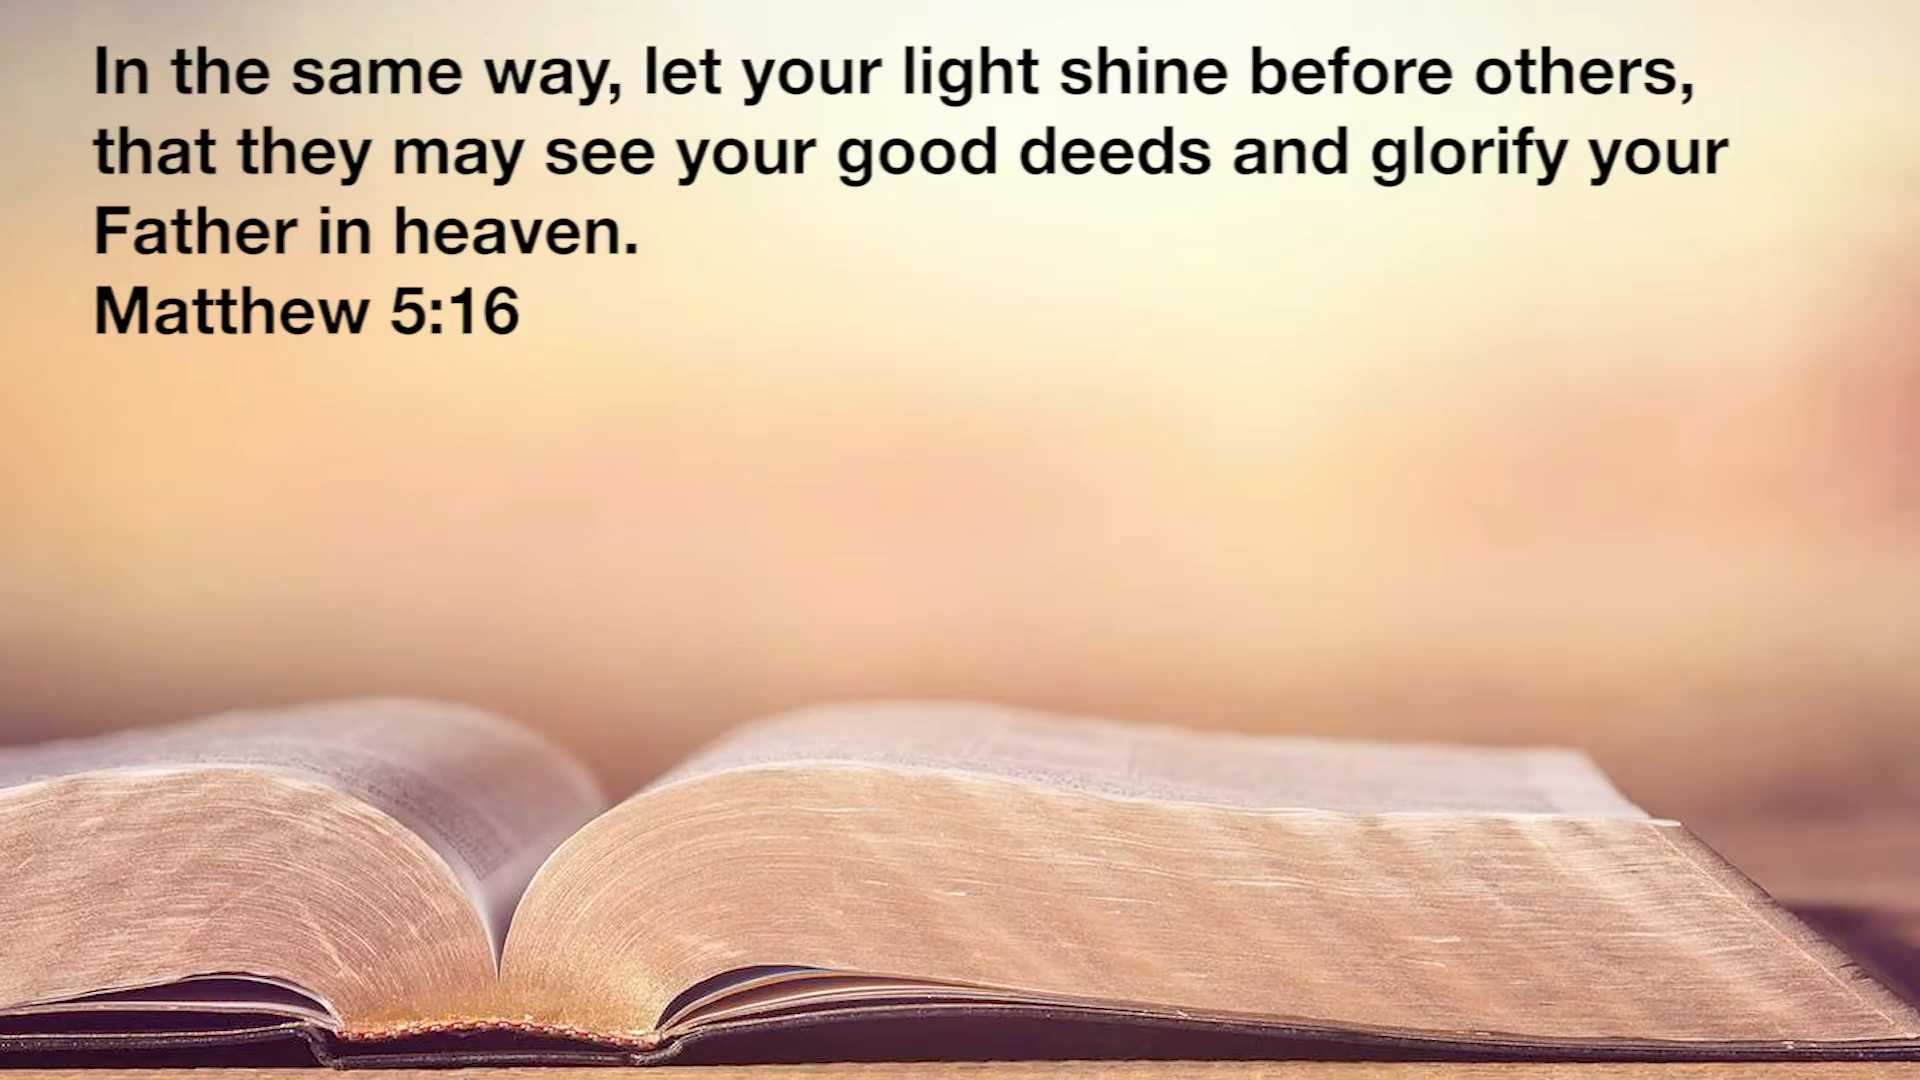 In the same way, let your light shine before others,
that they may see your good deeds and glorify your
Father in heaven.
Matthew 5:16